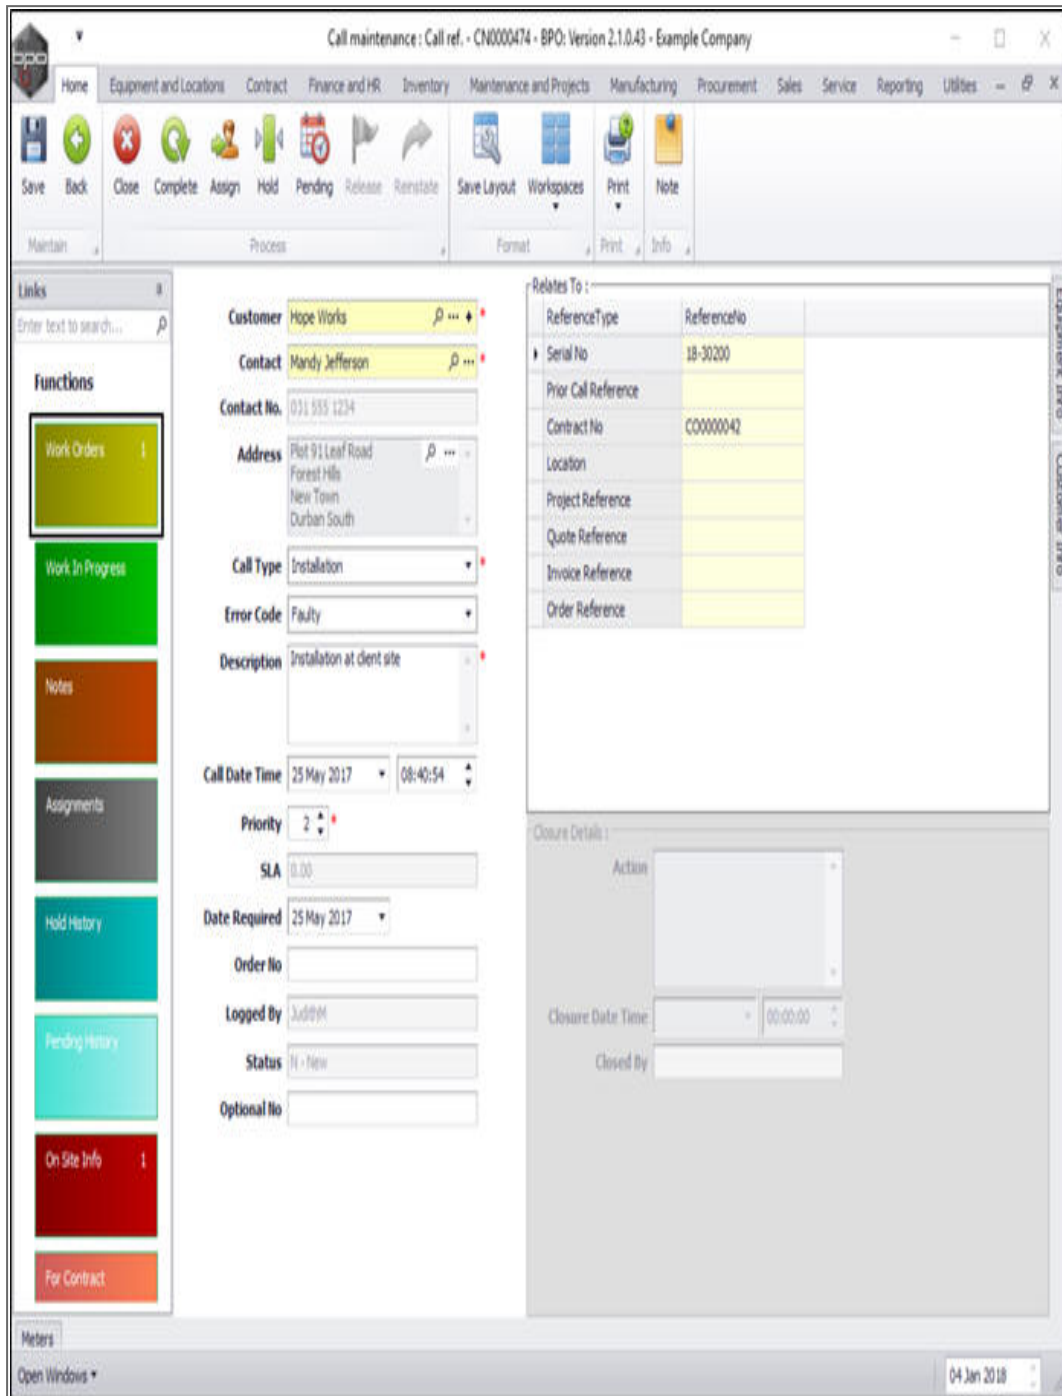 Call maintenance : Call ref. - CN0000474 - BPO: Version 2.1.0.43 - Example Company
bpo
Home Equipment and Locations Contract Finance and HR Inventory Maintenance and Projects Manufacturing Procurement Sales Service Reporting Utilities
Save Back Close Complete Assign Hold Pending Release Reinstate Save Layout Workspaces Print Note
Maintain Process Format Print Info
Links
Enter text to search...
Functions
Work Orders 1
Work In Progress
Notes
Assignments
Hold History
Pending History
On Site Info 1
For Contract
Customer Hope Works *
Contact Mandy Jefferson *
Contact No. 031 555 1234
Address Plot 91 Leaf Road
Forest Hills
New Town
Durban South
Call Type Installation *
Error Code Faulty
Description Installation at client site *
Call Date Time 25 May 2017 08:40:54
Priority 2 *
SLA 0.00
Date Required 25 May 2017
Order No
Logged By JudithM
Status N - New
Optional No
Relates To :
ReferenceType ReferenceNo
Serial No 18-30200
Prior Call Reference
Contract No CO0000042
Location
Project Reference
Quote Reference
Invoice Reference
Order Reference
Closure Details :
Action
Closure Date Time 00:00:00
Closed By
Equipment Info
Customer Info
Meters
Open Windows
04 Jan 2018